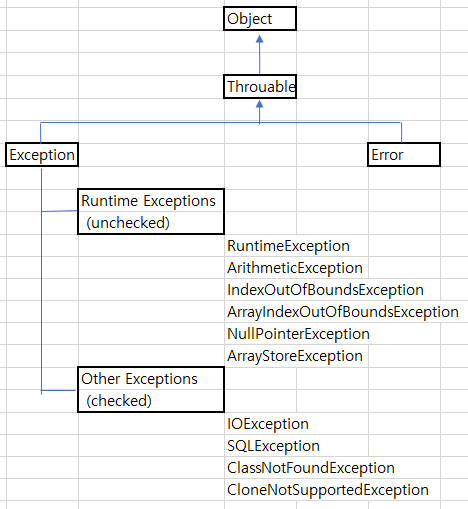 Object
Throuable
Exception
Error
Runtime Exceptions
(unchecked)
RuntimeException
ArithmeticException
IndexOutOfBoundsException
ArrayIndexOutOfBoundsException
NullPointerException
ArrayStoreException
Other Exceptions
(checked)
IOException
SQLException
ClassNotFoundException
CloneNotSupportedException